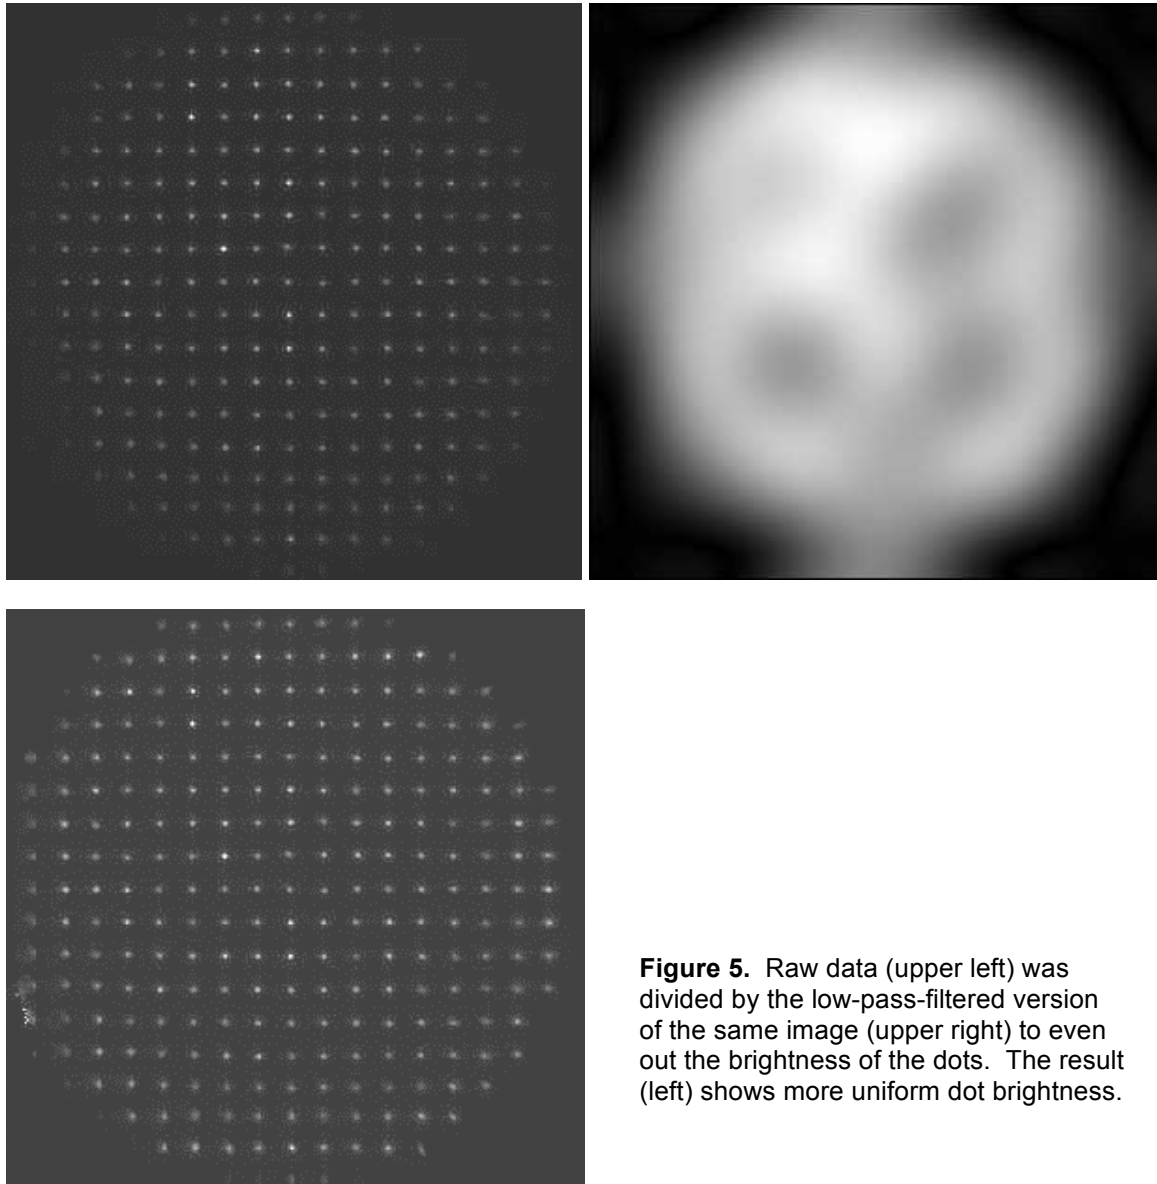 Figure 5. Raw data (upper left) was
divided by the low-pass-filtered version
of the same image (upper right) to even
out the brightness of the dots. The result
(left) shows more uniform dot brightness.